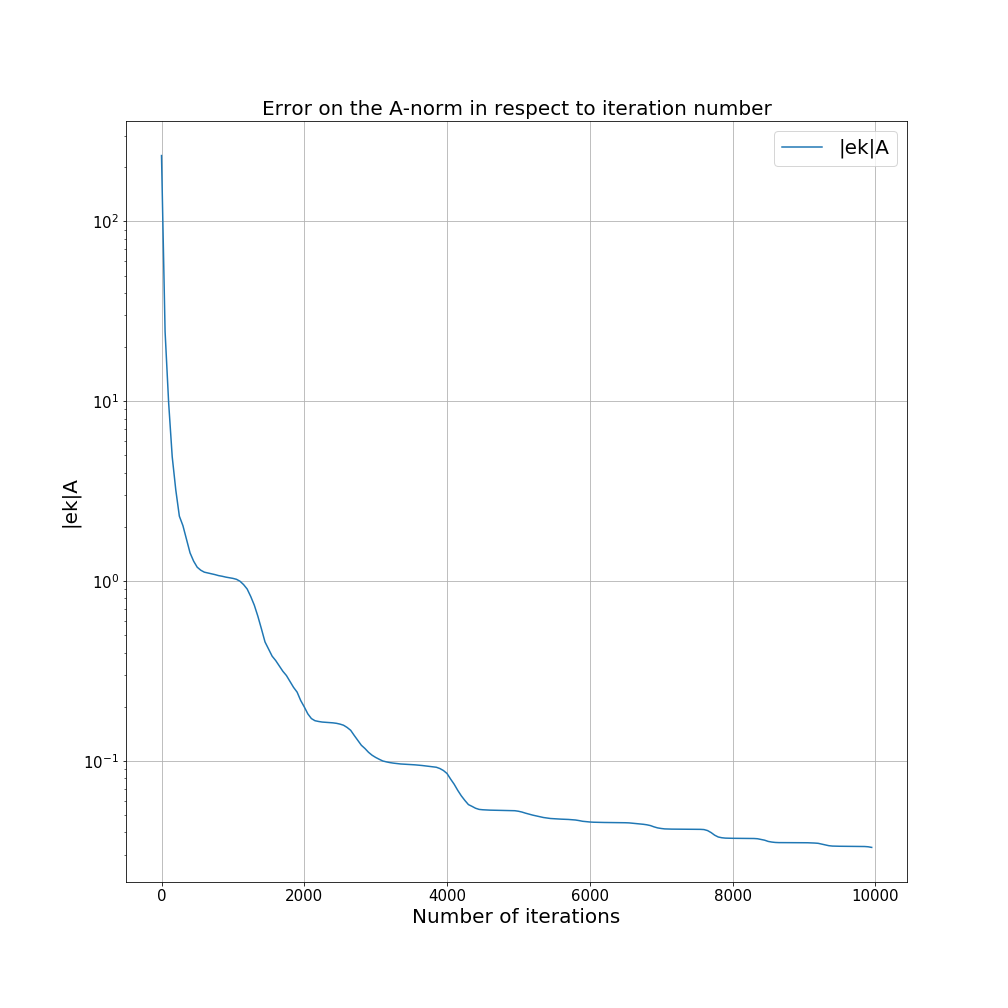 Error on the A-norm in respect to iteration number
|ek|A
10²
10¹
10⁰
10⁻¹
|ek|A
0 2000 4000 6000 8000 10000
Number of iterations